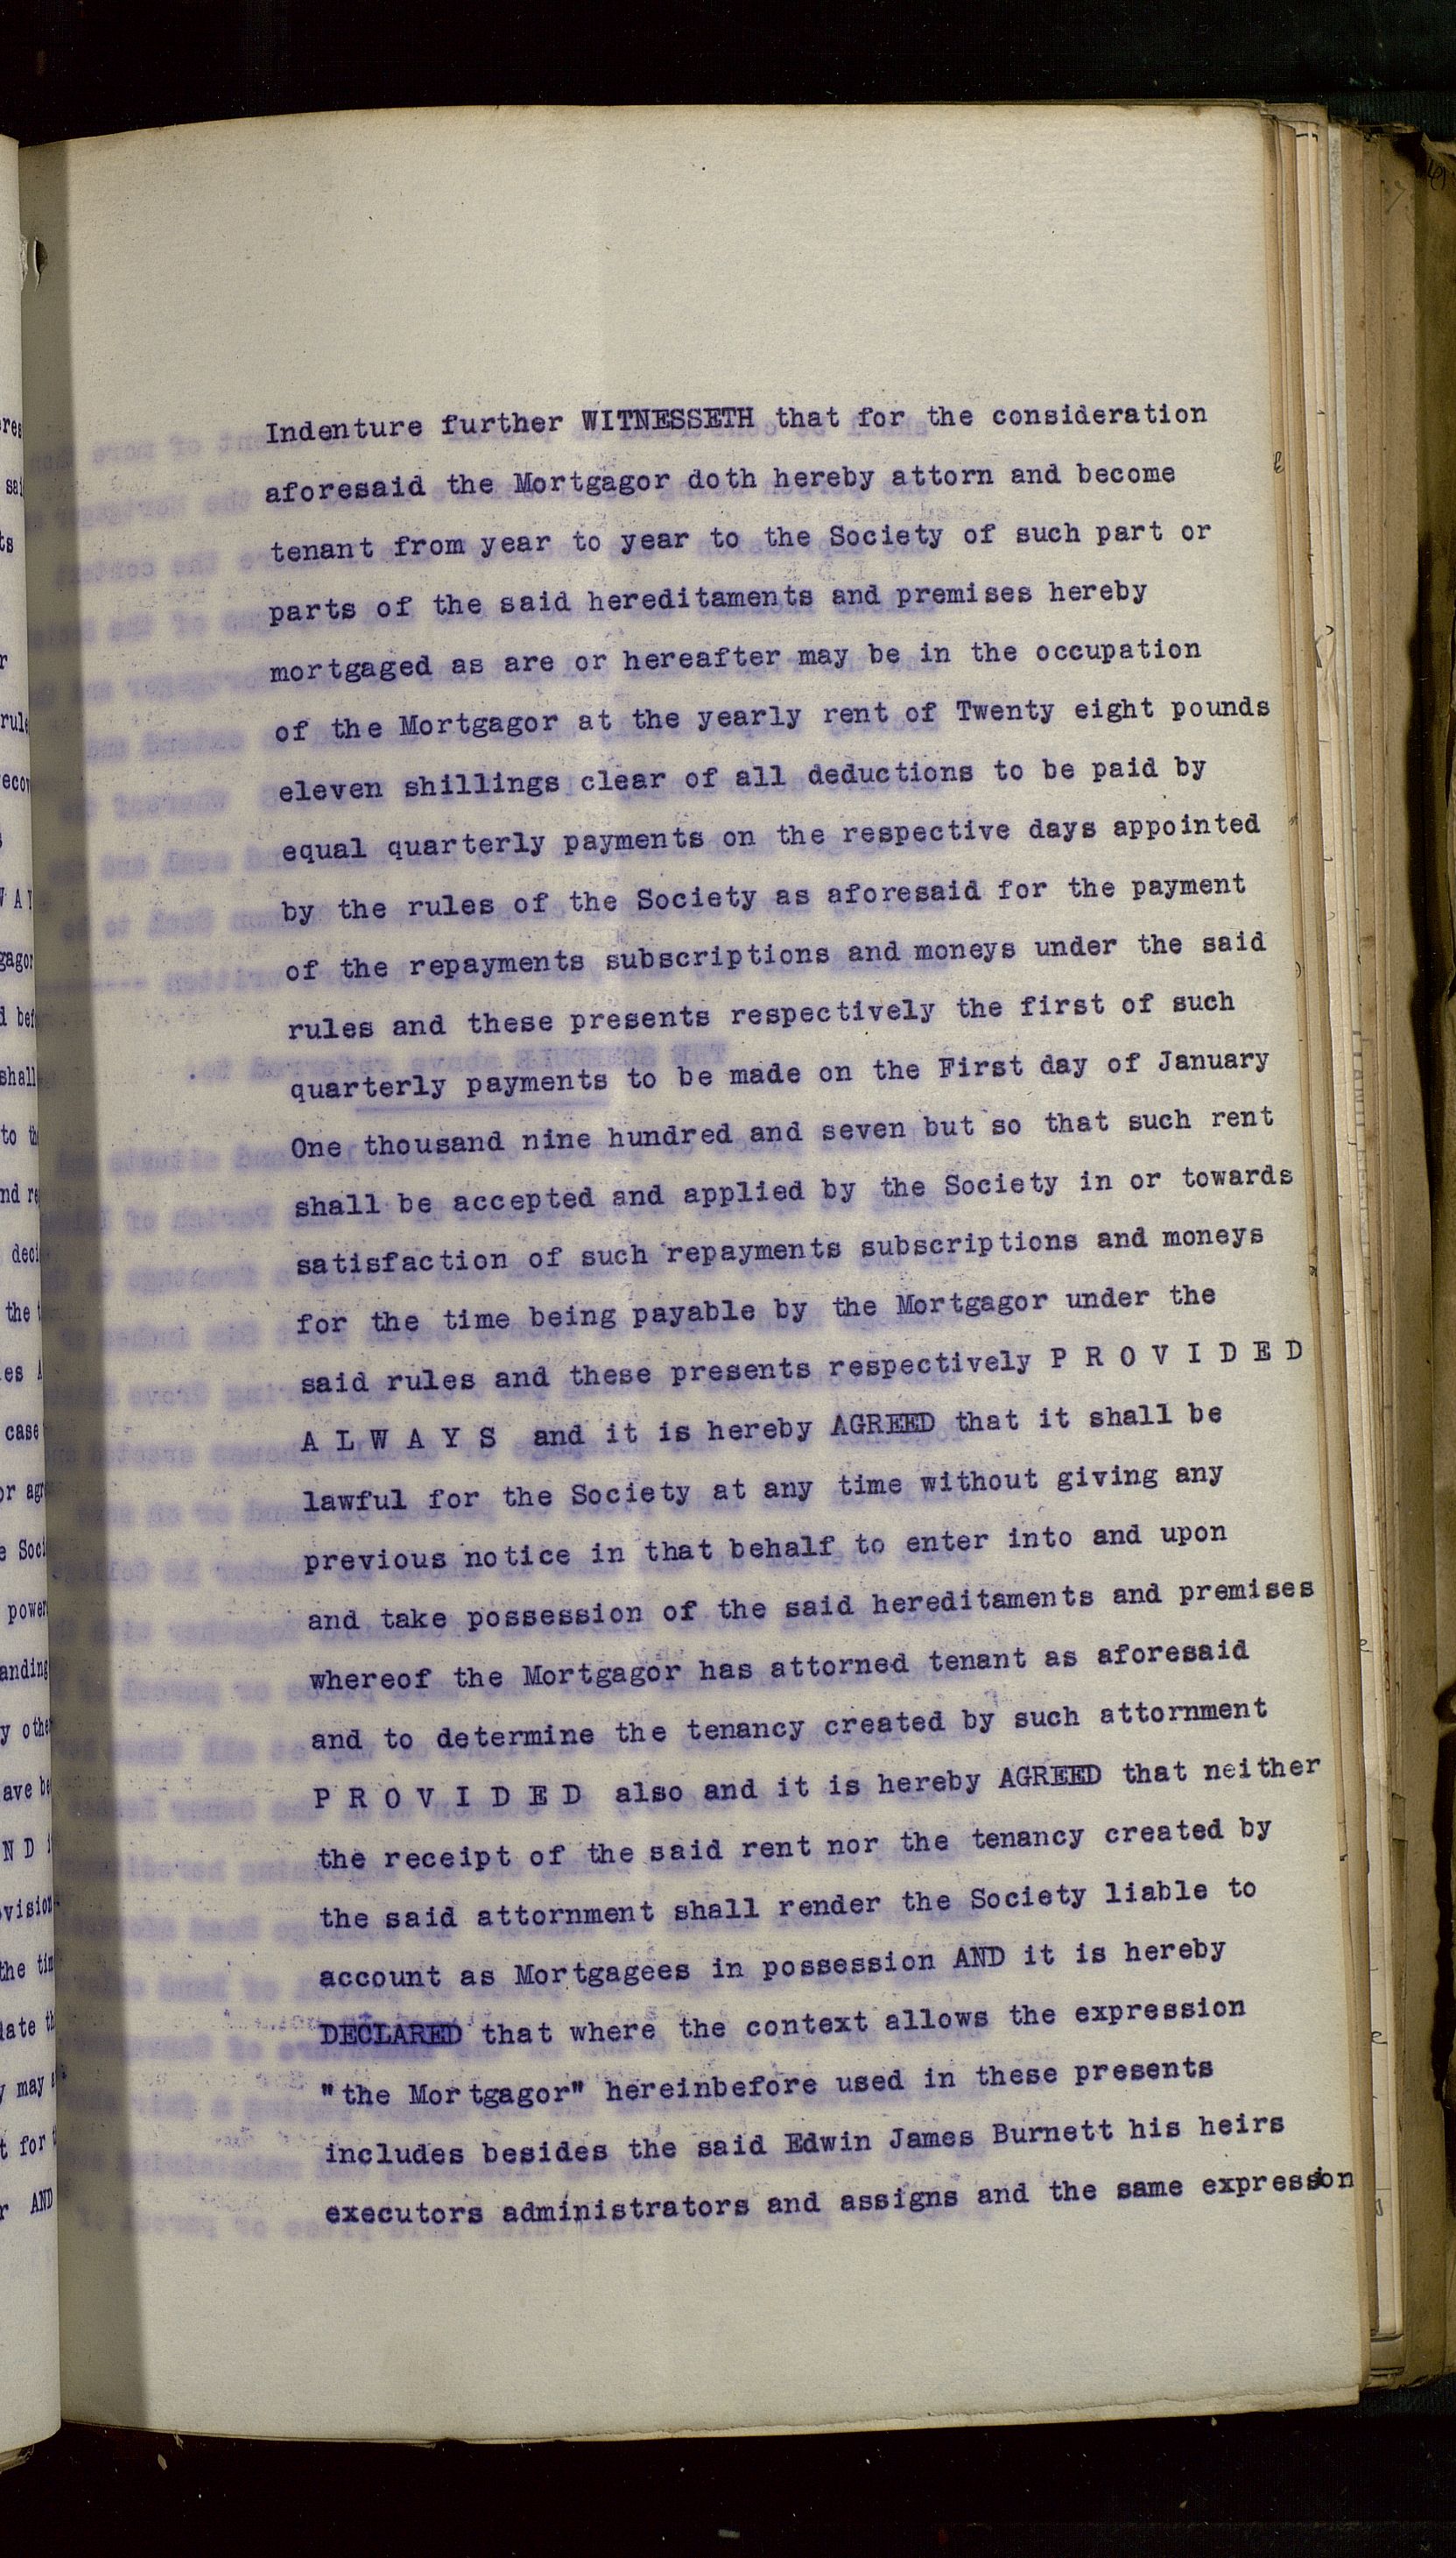 Indenture further WITNESSETH that for the consideration
aforesaid the Mortgagor doth hereby attorn and become
tenant from year to year to the Society of such part or
parts of the said hereditaments and premises hereby
mortgaged as are or hereafter may be in the occupation
of the Mortgagor at the yearly rent of Twenty eight pounds
eleven shillings clear of all deductions to be paid by
equal quarterly payments on the respective days appointed
by the rules of the Society as aforesaid for the payment
of the repayments subscriptions and moneys under the said
rules and these presents respectively the first of such
quarterly payments to be made on the First day of January
One thousand nine hundred and seven but so that such rent
shall be accepted and applied by the Society in or towards
satisfaction of such repayments subscriptions and moneys
for the time being payable by the Mortgagor under the
said rules and these presents respectively P R O V I D E D
A L W A Y S and it is hereby AGREED that it shall be
lawful for the Society at any time without giving any
previous notice in that behalf to enter into and upon
and take possession of the said hereditaments and premises
whereof the Mortgagor has attorned tenant as aforesaid
and to determine the tenancy created by such attornment
P R O V I D E D also and it is hereby AGREED that neither
the receipt of the said rent nor the tenancy created by
the said attornment shall render the Society liable to
account as Mortgagees in possession AND it is hereby
DECLARED that where the context allows the expression
"the Mortgagor" hereinbefore used in these presents
includes besides the said Edwin James Burnett his heirs
executors administrators and assigns and the same expression